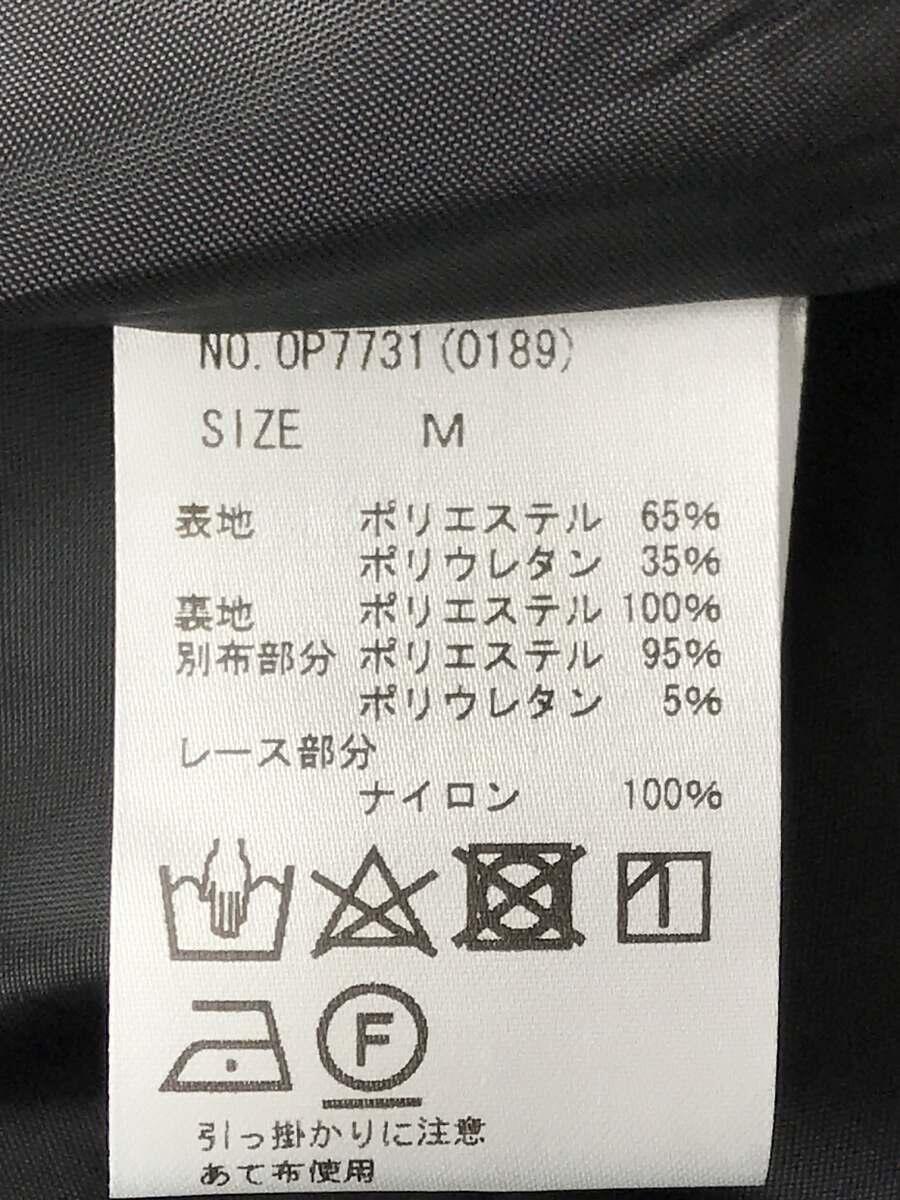 NO. OP7731(0189)
SIZE M
表地 ポリエステル 65%
ポリウレタン 35%
裏地 ポリエステル 100%
別布部分 ポリエステル 95%
ポリウレタン 5%
レース部分
ナイロン 100%
F
引っ掛かりに注意
あて布使用